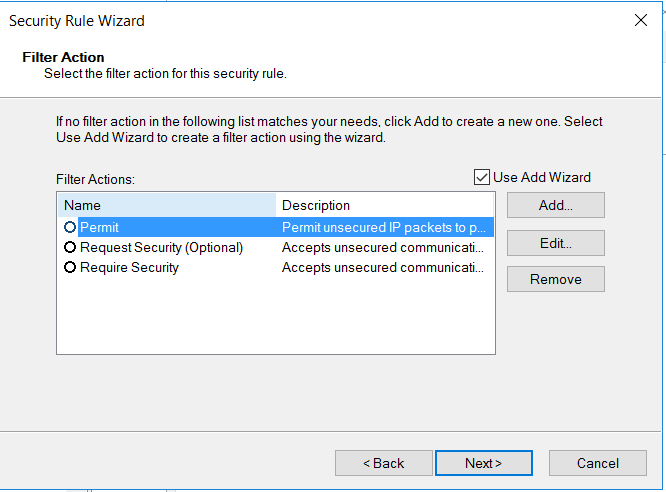 Security Rule Wizard
Filter Action
Select the filter action for this security rule.
If no filter action in the following list matches your needs, click Add to create a new one. Select
Use Add Wizard to create a filter action using the wizard.
Filter Actions:
Use Add Wizard
Name Description
Permit Permit unsecured IP packets to p...
Request Security (Optional) Accepts unsecured communicati...
Require Security Accepts unsecured communicati...
Add...
Edit...
Remove
< Back
Next >
Cancel